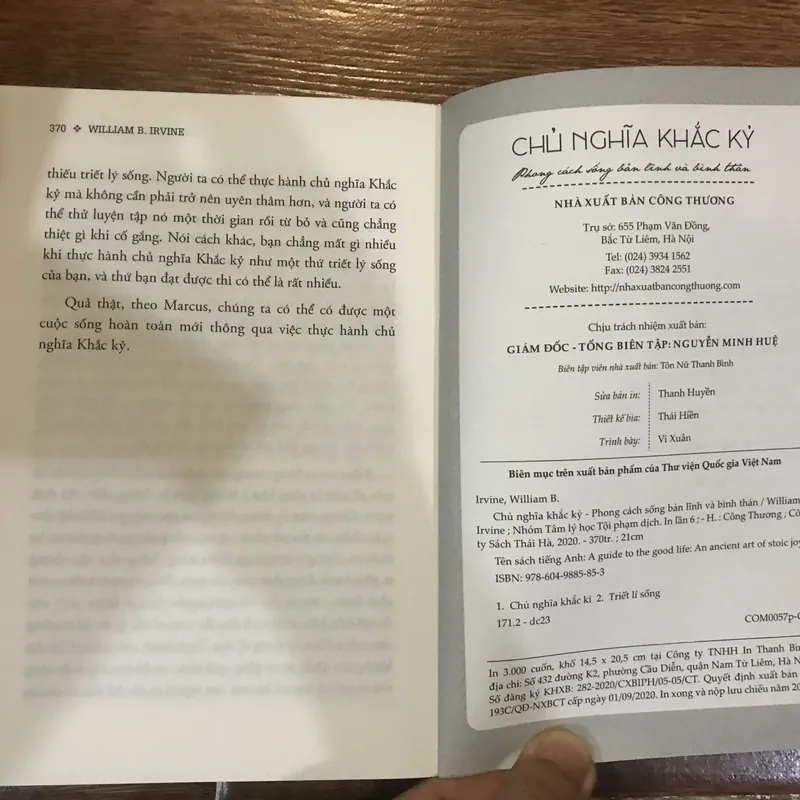 370 ❖ WILLIAM B. IRVINE
thiếu triết lý sống. Người ta có thể thực hành chủ nghĩa Khắc
kỷ mà không cần phải trở nên uyên thâm hơn, và người ta có
thể thử luyện tập nó một thời gian rồi từ bỏ và cũng chẳng
thiệt gì khi cố gắng. Nói cách khác, bạn chẳng mất gì nhiều
khi thực hành chủ nghĩa Khắc kỷ như một thứ triết lý sống
của bạn, và thứ bạn đạt được thì có thể là rất nhiều.
Quả thật, theo Marcus, chúng ta có thể có được một
cuộc sống hoàn toàn mới thông qua việc thực hành chủ
nghĩa Khắc kỷ.
CHỦ NGHĨA KHẮC KỶ
Phong cách sống bản lĩnh và bình thản
NHÀ XUẤT BẢN CÔNG THƯƠNG
Trụ sở: 655 Phạm Văn Đồng,
Bắc Từ Liêm, Hà Nội
Tel: (024) 3934 1562
Fax: (024) 3824 2551
Website: http://nhaxuatbancongthuong.com
Chịu trách nhiệm xuất bản:
GIÁM ĐỐC - TỔNG BIÊN TẬP: NGUYỄN MINH HUỆ
Biên tập viên nhà xuất bản: Tôn Nữ Thanh Bình
Sửa bản in: Thanh Huyền
Thiết kế bìa: Thái Hiền
Trình bày: Vi Xuân
Biên mục trên xuất bản phẩm của Thư viện Quốc gia Việt Nam
Irvine, William B.
Chủ nghĩa khắc kỷ - Phong cách sống bản lĩnh và bình thản / William
Irvine ; Nhóm Tâm lý học Tội phạm dịch. In lần 6 ; - H. : Công Thương ; Cô
ty Sách Thái Hà, 2020. - 370tr. ; 21cm
Tên sách tiếng Anh: A guide to the good life: An ancient art of stoic joy
ISBN: 978-604-9885-85-3
1. Chủ nghĩa khắc kỉ 2. Triết lí sống
171.2 - dc23
COM0057p-C
In 3.000 cuốn, khổ 14,5 x 20,5 cm tại Công ty TNHH In Thanh Bìn
địa chỉ: Số 432 đường K2, phường Cầu Diễn, quận Nam Từ Liêm, Hà N
Số đăng ký KHXB: 282-2020/CXBIPH/05-05/CT. Quyết định xuất bản
193C/QĐ-NXBCT cấp ngày 01/09/2020. In xong và nộp lưu chiểu năm 20